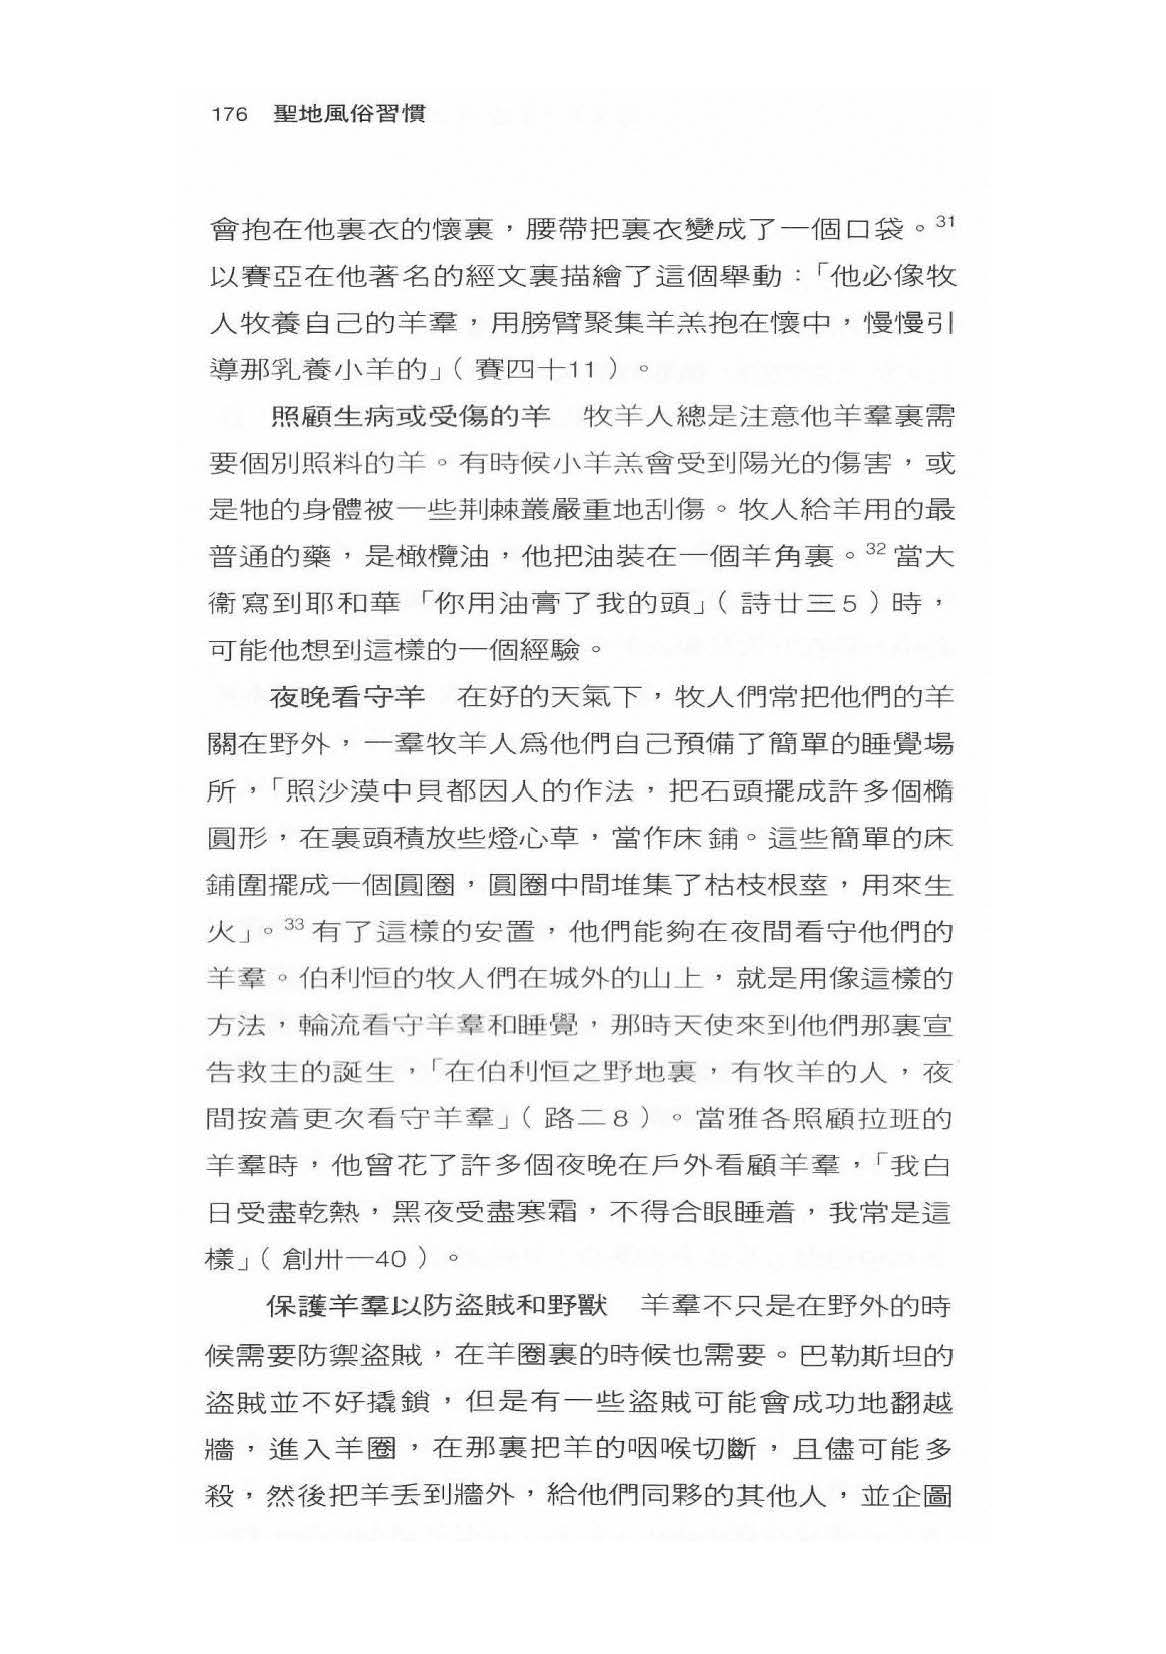 176　聖地風俗習慣
會抱在他裏衣的懷裏，腰帶把裏衣變成了一個口袋。31
以賽亞在他著名的經文裏描繪了這個舉動：「他必像牧
人牧養自己的羊羣，用膀臂聚集羊羔抱在懷中，慢慢引
導那乳養小羊的」（賽四十11）。
照顧生病或受傷的羊　牧羊人總是注意他羊羣裏需
要個別照料的羊。有時候小羊羔會受到陽光的傷害，或
是牠的身體被一些荆棘叢嚴重地刮傷。牧人給羊用的最
普通的藥，是橄欖油，他把油裝在一個羊角裏。32當大
衞寫到耶和華「你用油膏了我的頭」（詩廿三5）時，
可能他想到這樣的一個經驗。
夜晚看守羊　在好的天氣下，牧人們常把他們的羊
關在野外，一羣牧羊人爲他們自己預備了簡單的睡覺場
所，「照沙漠中貝都因人的作法，把石頭擺成許多個橢
圓形，在裏頭積放些燈心草，當作床鋪。這些簡單的床
鋪圍擺成一個圓圈，圓圈中間堆集了枯枝根莖，用來生
火」。33有了這樣的安置，他們能夠在夜間看守他們的
羊羣。伯利恒的牧人們在城外的山上，就是用像這樣的
方法，輪流看守羊羣和睡覺，那時天使來到他們那裏宣
告救主的誕生，「在伯利恒之野地裏，有牧羊的人，夜
間按着更次看守羊羣」（路二8）。當雅各照顧拉班的
羊羣時，他曾花了許多個夜晚在戶外看顧羊羣，「我白
日受盡乾熱，黑夜受盡寒霜，不得合眼睡着，我常是這
樣」（創卅一40）。
保護羊羣以防盜賊和野獸　羊羣不只是在野外的時
候需要防禦盜賊，在羊圈裏的時候也需要。巴勒斯坦的
盜賊並不好撬鎖，但是有一些盜賊可能會成功地翻越
牆，進入羊圈，在那裏把羊的咽喉切斷，且儘可能多
殺，然後把羊丢到牆外，給他們同夥的其他人，並企圖